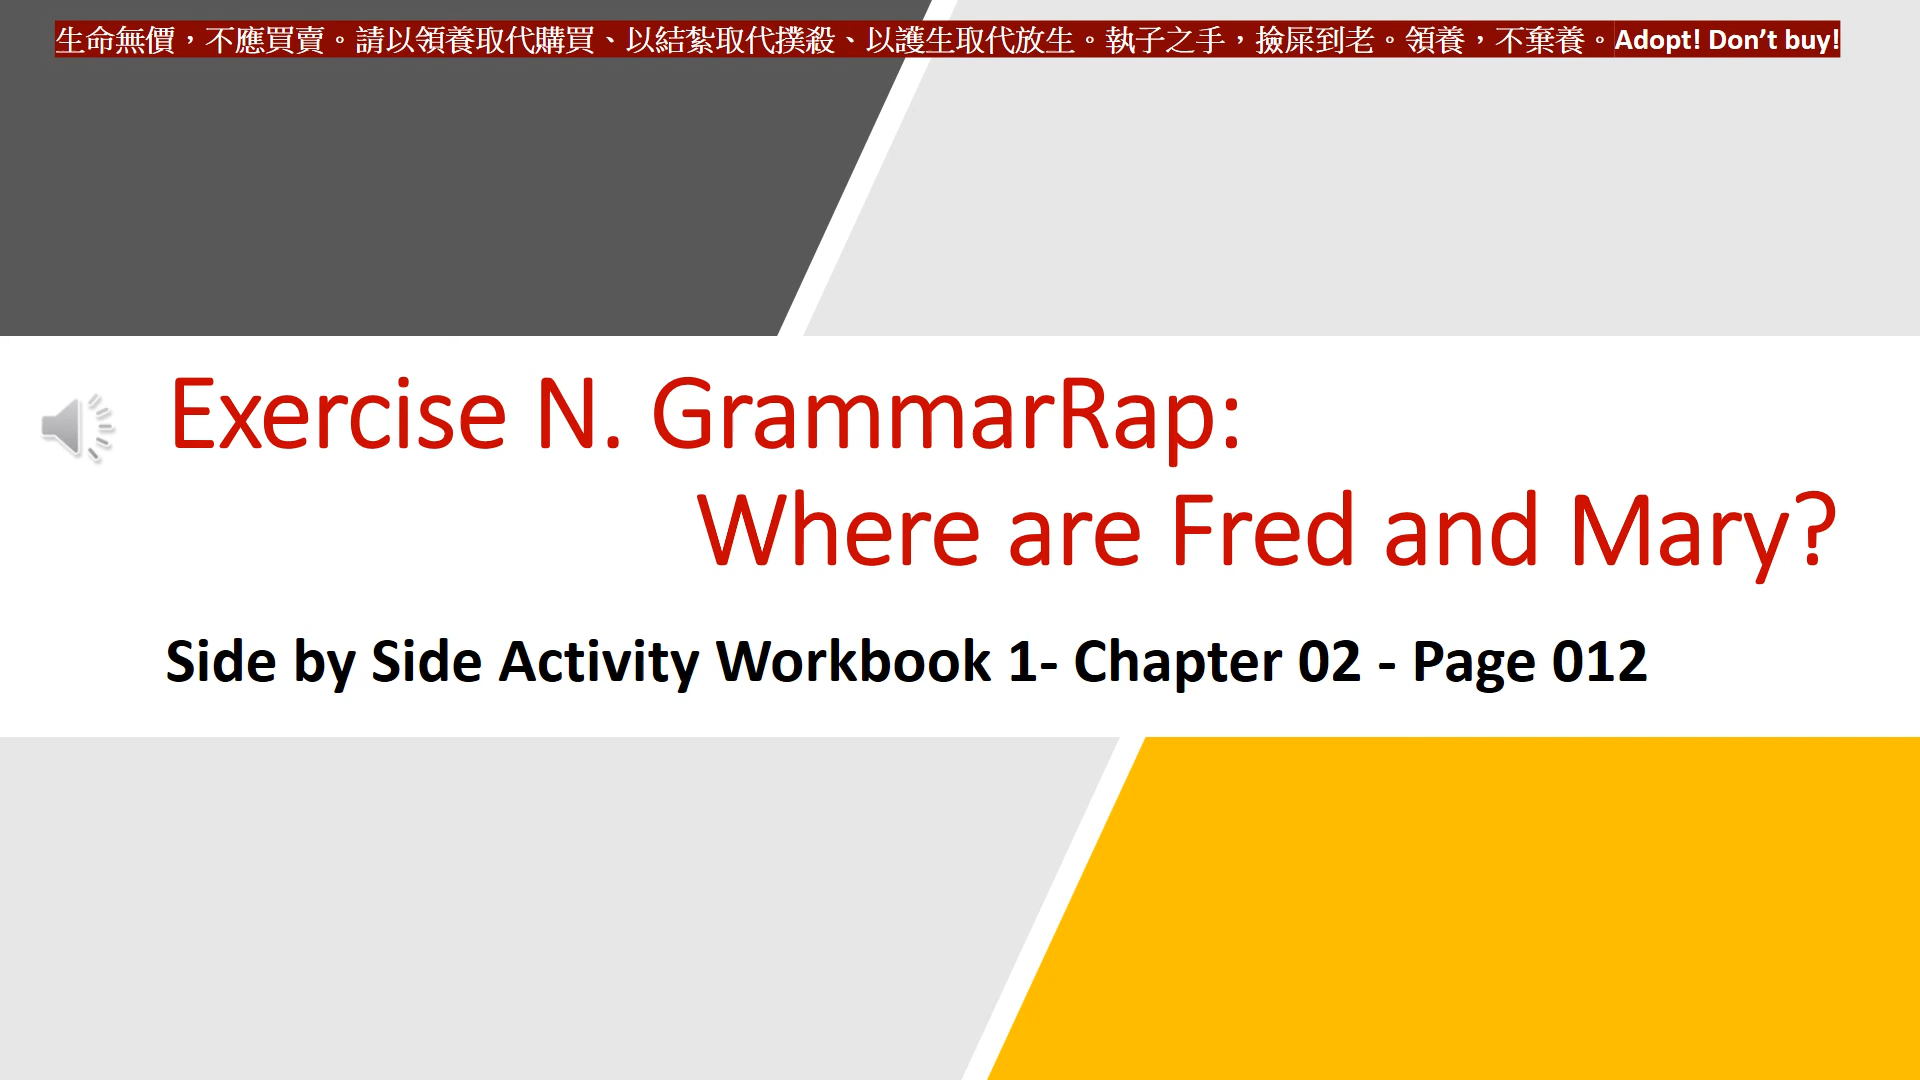 生命無價，不應買賣。請以領養取代購買、以結紮取代撲殺、以護生取代放生。執子之手，撿屎到老。領養，不棄養。Adopt! Don’t buy!
Exercise N. GrammarRap:
Where are Fred and Mary?
Side by Side Activity Workbook 1- Chapter 02 - Page 012